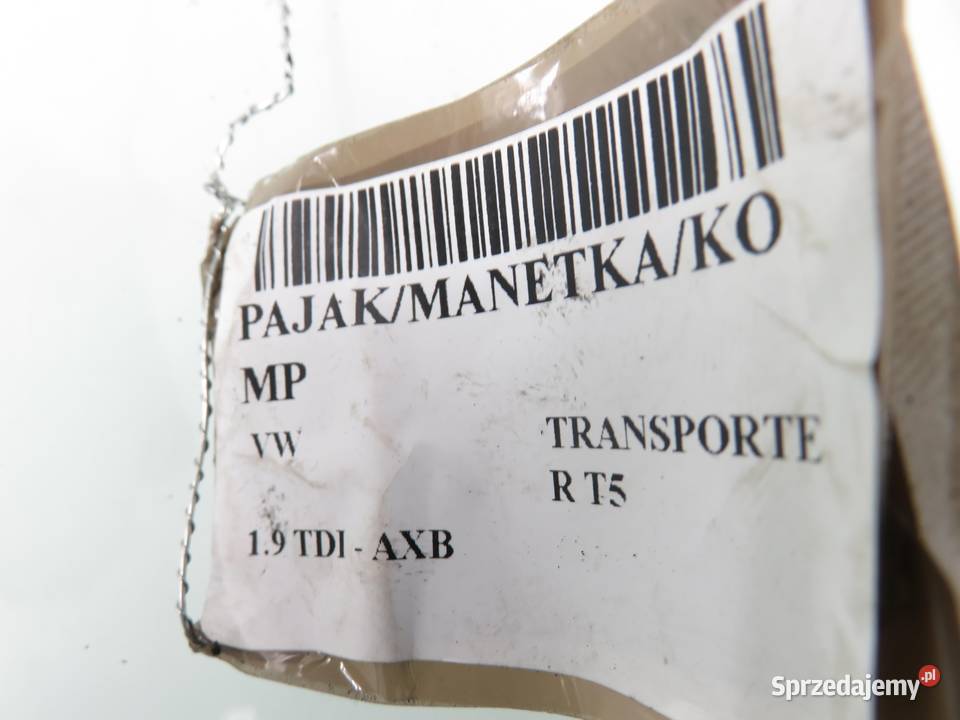 PAJAK/MANETKA/KO
MP
VW
TRANSPORTE
R T5
1.9 TDI - AXB
Sprzedajemy.pl